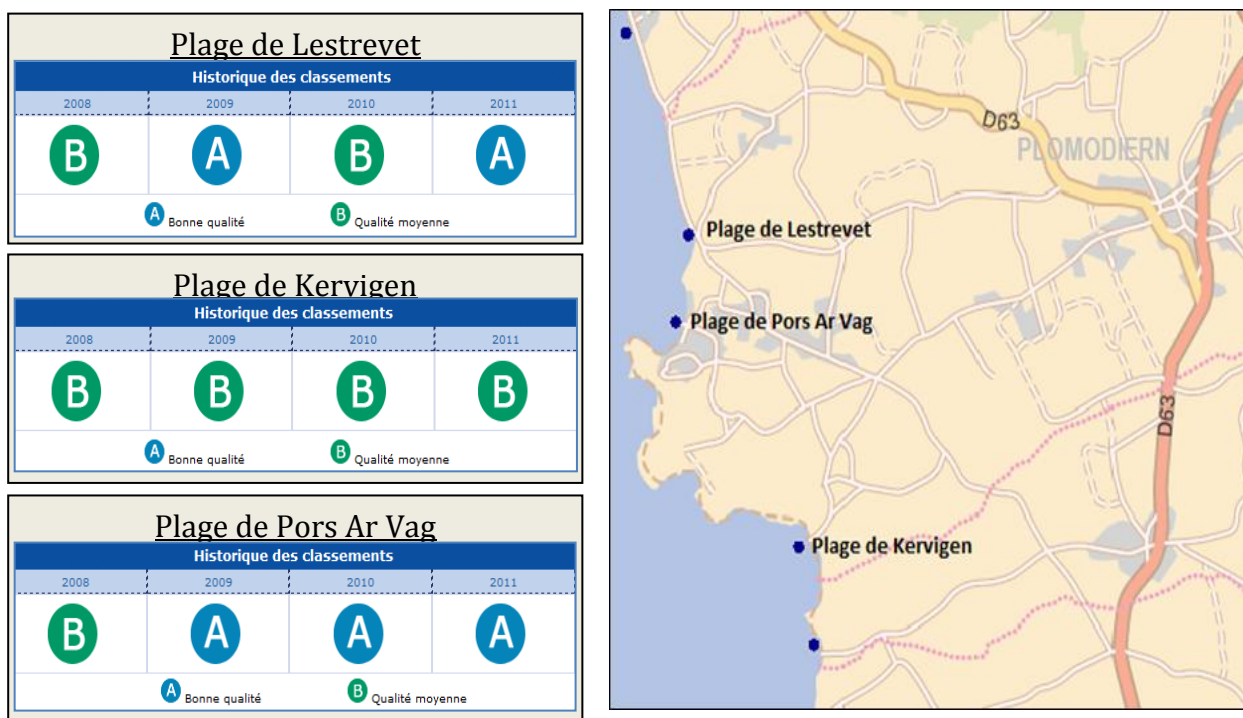 Plage de Lestrevet
Historique des classements
2008 2009 2010 2011
B A B A
A Bonne qualité B Qualité moyenne
Plage de Kervigen
Historique des classements
2008 2009 2010 2011
B B B B
A Bonne qualité B Qualité moyenne
Plage de Pors Ar Vag
Historique des classements
2008 2009 2010 2011
B A A A
A Bonne qualité B Qualité moyenne
D63
PLOMODIERN
Plage de Lestrevet
Plage de Pors Ar Vag
D63
Plage de Kervigen